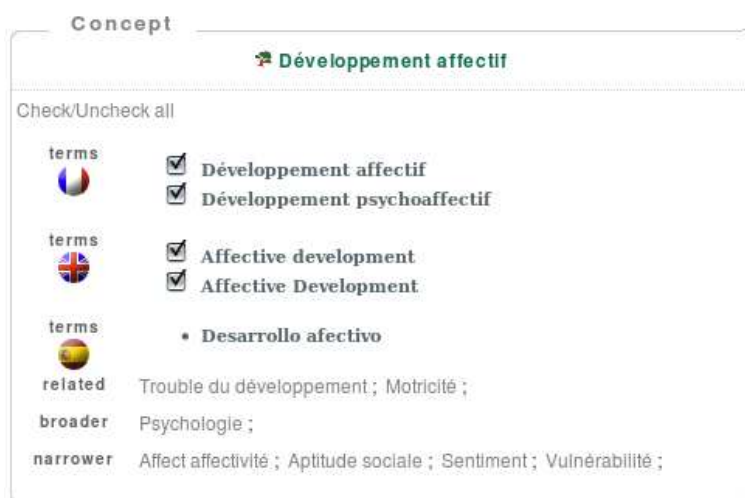 Concept
Développement affectif
Check/Uncheck all
terms
Développement affectif
Développement psychoaffectif
terms
Affective development
Affective Development
terms
• Desarrollo afectivo
related Trouble du développement ; Motricité ;
broader Psychologie ;
narrower Affect affectivité ; Aptitude sociale ; Sentiment ; Vulnérabilité ;